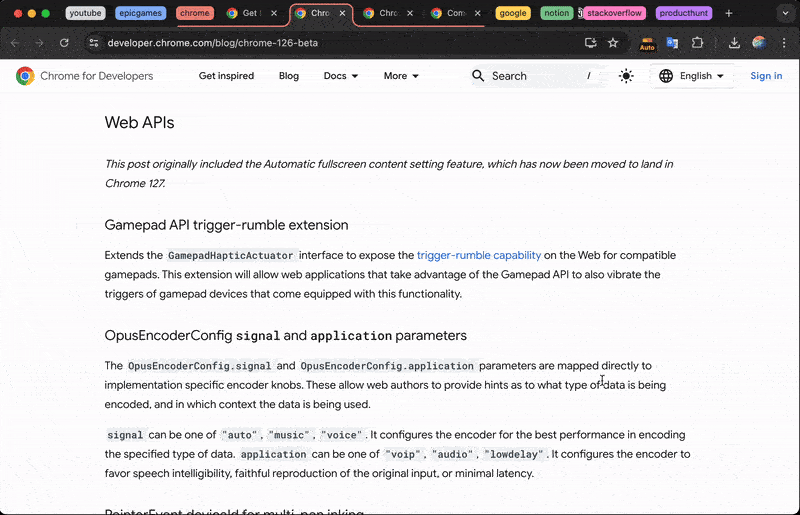 youtube epicgames chrome Get Chro Chro Con google notion stackoverflow producthunt
developer.chrome.com/blog/chrome-126-beta Auto
Chrome for Developers Get inspired Blog Docs More Search / English Sign in
Web APIs
This post originally included the Automatic fullscreen content setting feature, which has now been moved to land in
Chrome 127.
Gamepad API trigger-rumble extension
Extends the GamepadHapticActuator interface to expose the trigger-rumble capability on the Web for compatible
gamepads. This extension will allow web applications that take advantage of the Gamepad API to also vibrate the
triggers of gamepad devices that come equipped with this functionality.
OpusEncoderConfig signal and application parameters
The OpusEncoderConfig.signal and OpusEncoderConfig.application parameters are mapped directly to
implementation specific encoder knobs. These allow web authors to provide hints as to what type of data is being
encoded, and in which context the data is being used.
signal can be one of "auto", "music", "voice". It configures the encoder for the best performance in encoding
the specified type of data. application can be one of "voip", "audio", "lowdelay". It configures the encoder to
favor speech intelligibility, faithful reproduction of the original input, or minimal latency.
PointerEvent.deviceId for multi-pen inking